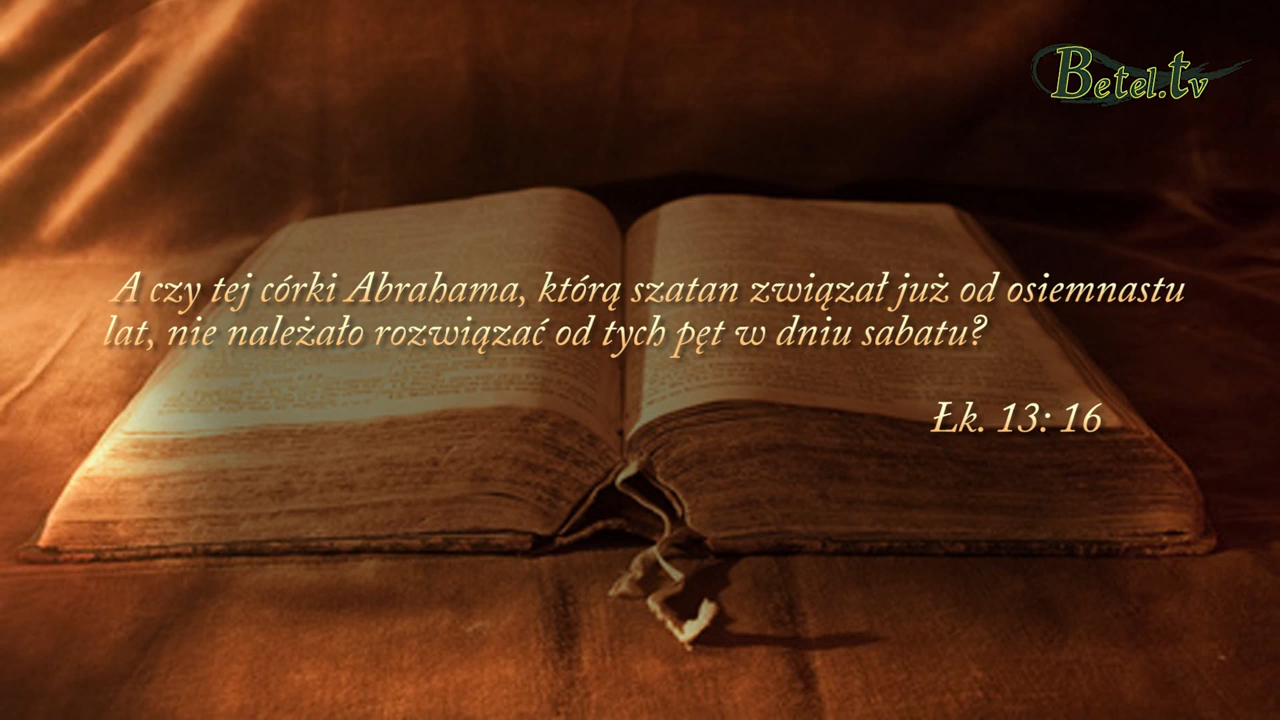 Betel.tv
A czy tej córki Abrahama, którą szatan związał już od osiemnastu
lat, nie należało rozwiązać od tych pęt w dniu sabatu?
Łk. 13: 16